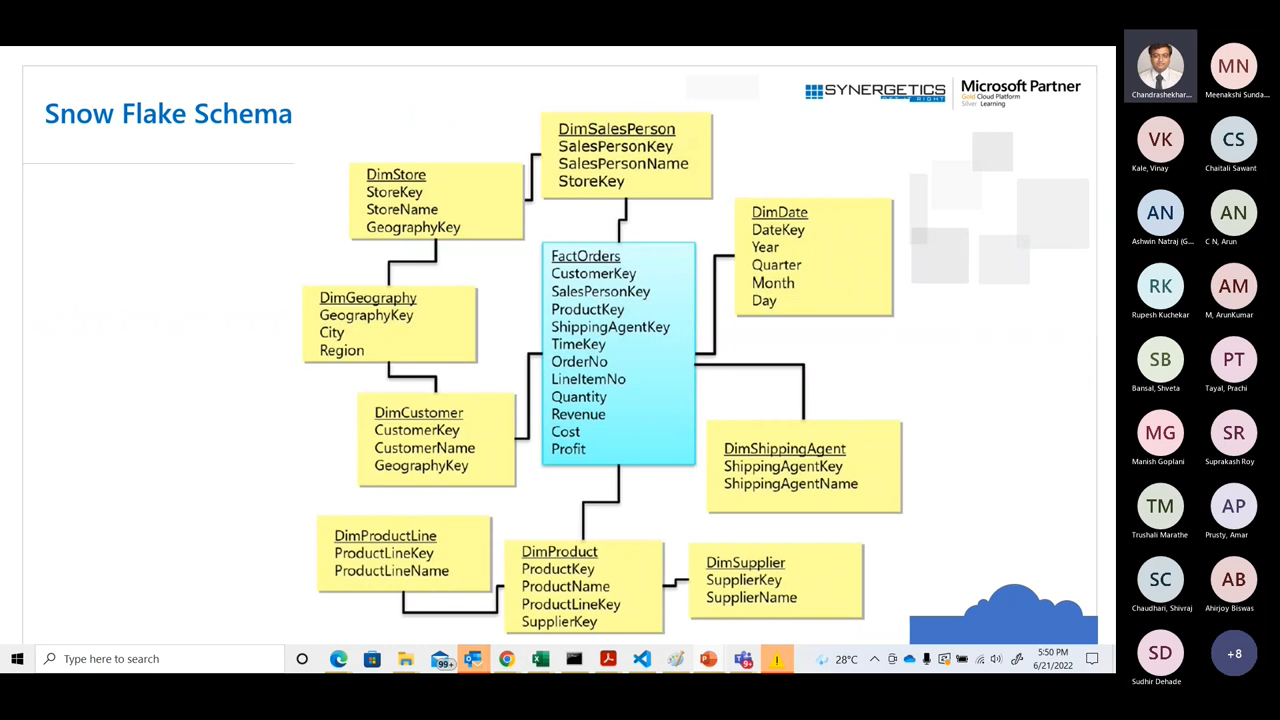 Snow Flake Schema
SYNERGETICS
Microsoft Partner
Gold Cloud Platform
Silver Learning
DimSalesPerson
SalesPersonKey
SalesPersonName
StoreKey
DimStore
StoreKey
StoreName
GeographyKey
DimDate
DateKey
Year
Quarter
Month
Day
FactOrders
CustomerKey
SalesPersonKey
ProductKey
ShippingAgentKey
TimeKey
OrderNo
LineItemNo
Quantity
Revenue
Cost
Profit
DimGeography
GeographyKey
City
Region
DimCustomer
CustomerKey
CustomerName
GeographyKey
DimShippingAgent
ShippingAgentKey
ShippingAgentName
DimProductLine
ProductLineKey
ProductLineName
DimProduct
ProductKey
ProductName
ProductLineKey
SupplierKey
DimSupplier
SupplierKey
SupplierName
Type here to search
99+
9+
28°C
5:50 PM
6/21/2022
Chandrashekhar...
MN
Meenakshi Sunda...
VK
Kale, Vinay
CS
Chaitali Sawant
AN
Ashwin Natraj (G...
AN
C N, Arun
RK
Rupesh Kuchekar
AM
M, ArunKumar
SB
Bansal, Shveta
PT
Tayal, Prachi
MG
Manish Goplani
SR
Suprakash Roy
TM
Trushali Marathe
AP
Prusty, Amar
SC
Chaudhari, Shivraj
AB
Ahirjoy Biswas
SD
Sudhir Dehade
+8